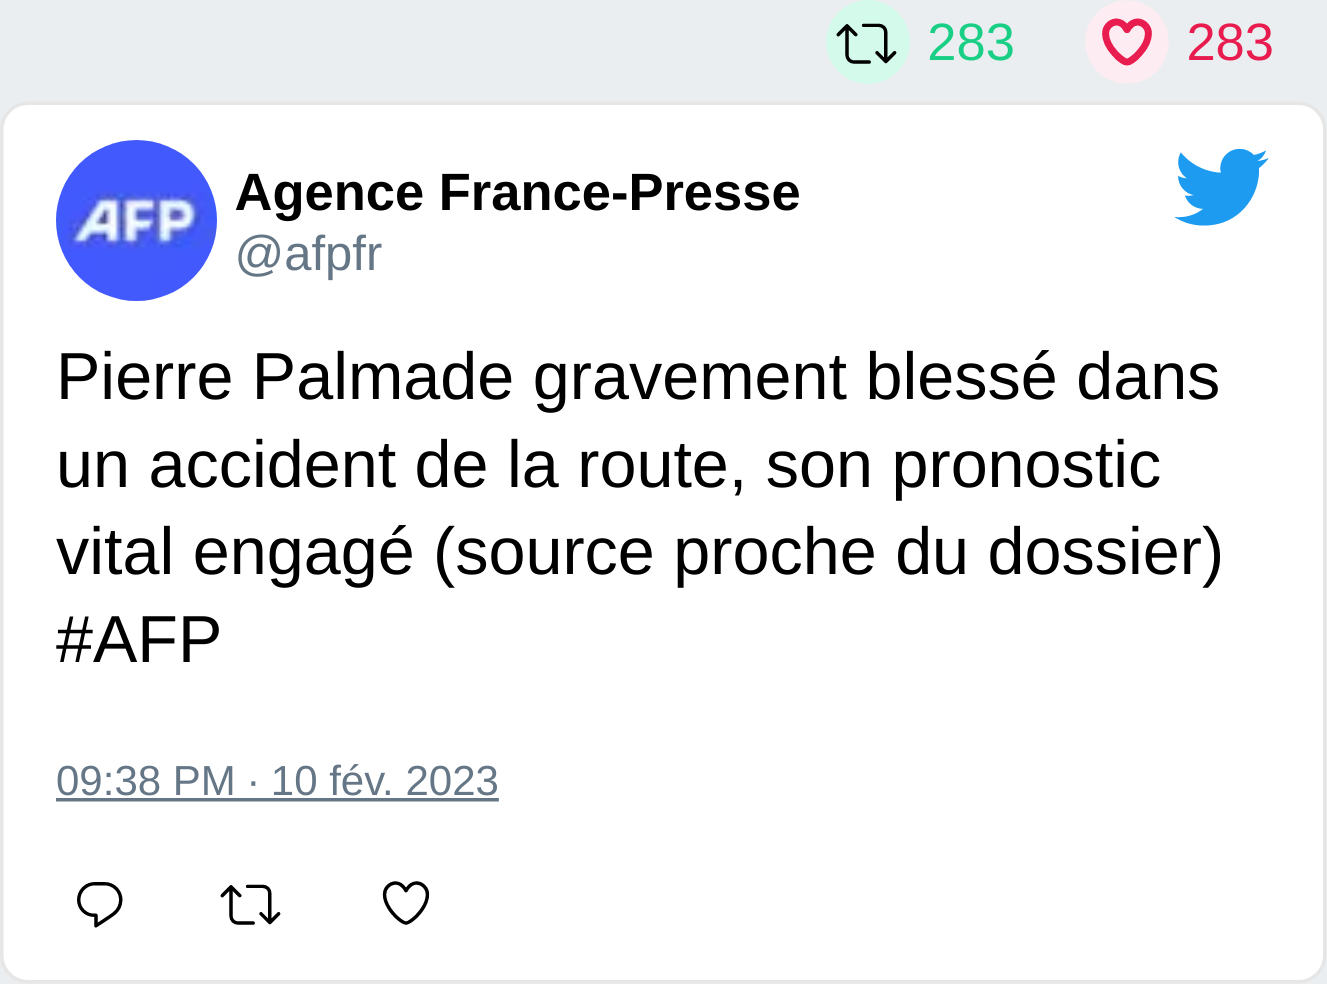 283 283
AFP
Agence France-Presse
@afpfr
Pierre Palmade gravement blessé dans
un accident de la route, son pronostic
vital engagé (source proche du dossier)
#AFP
09:38 PM · 10 fév. 2023